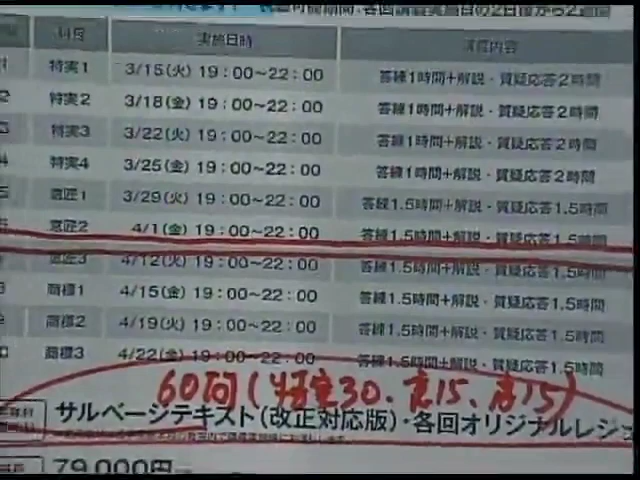 科目 実施日時 講義内容
特実1 3/15(火) 19:00~22:00 答練1時間+解説・質疑応答2時間
特実2 3/18(金) 19:00~22:00 答練1時間+解説・質疑応答2時間
特実3 3/22(火) 19:00~22:00 答練1時間+解説・質疑応答2時間
特実4 3/25(金) 19:00~22:00 答練1時間+解説・質疑応答2時間
意匠1 3/29(火) 19:00~22:00 答練1.5時間+解説・質疑応答1.5時間
意匠2 4/1(金) 19:00~22:00 答練1.5時間+解説・質疑応答1.5時間
意匠3 4/12(火) 19:00~22:00 答練1.5時間+解説・質疑応答1.5時間
商標1 4/15(金) 19:00~22:00 答練1.5時間+解説・質疑応答1.5時間
商標2 4/19(火) 19:00~22:00 答練1.5時間+解説・質疑応答1.5時間
商標3 4/22(金) 19:00~22:00 答練1.5時間+解説・質疑応答1.5時間
60問(特実30、意15、商15)
サルベージテキスト(改正対応版)・各回オリジナルレジ
79,000円